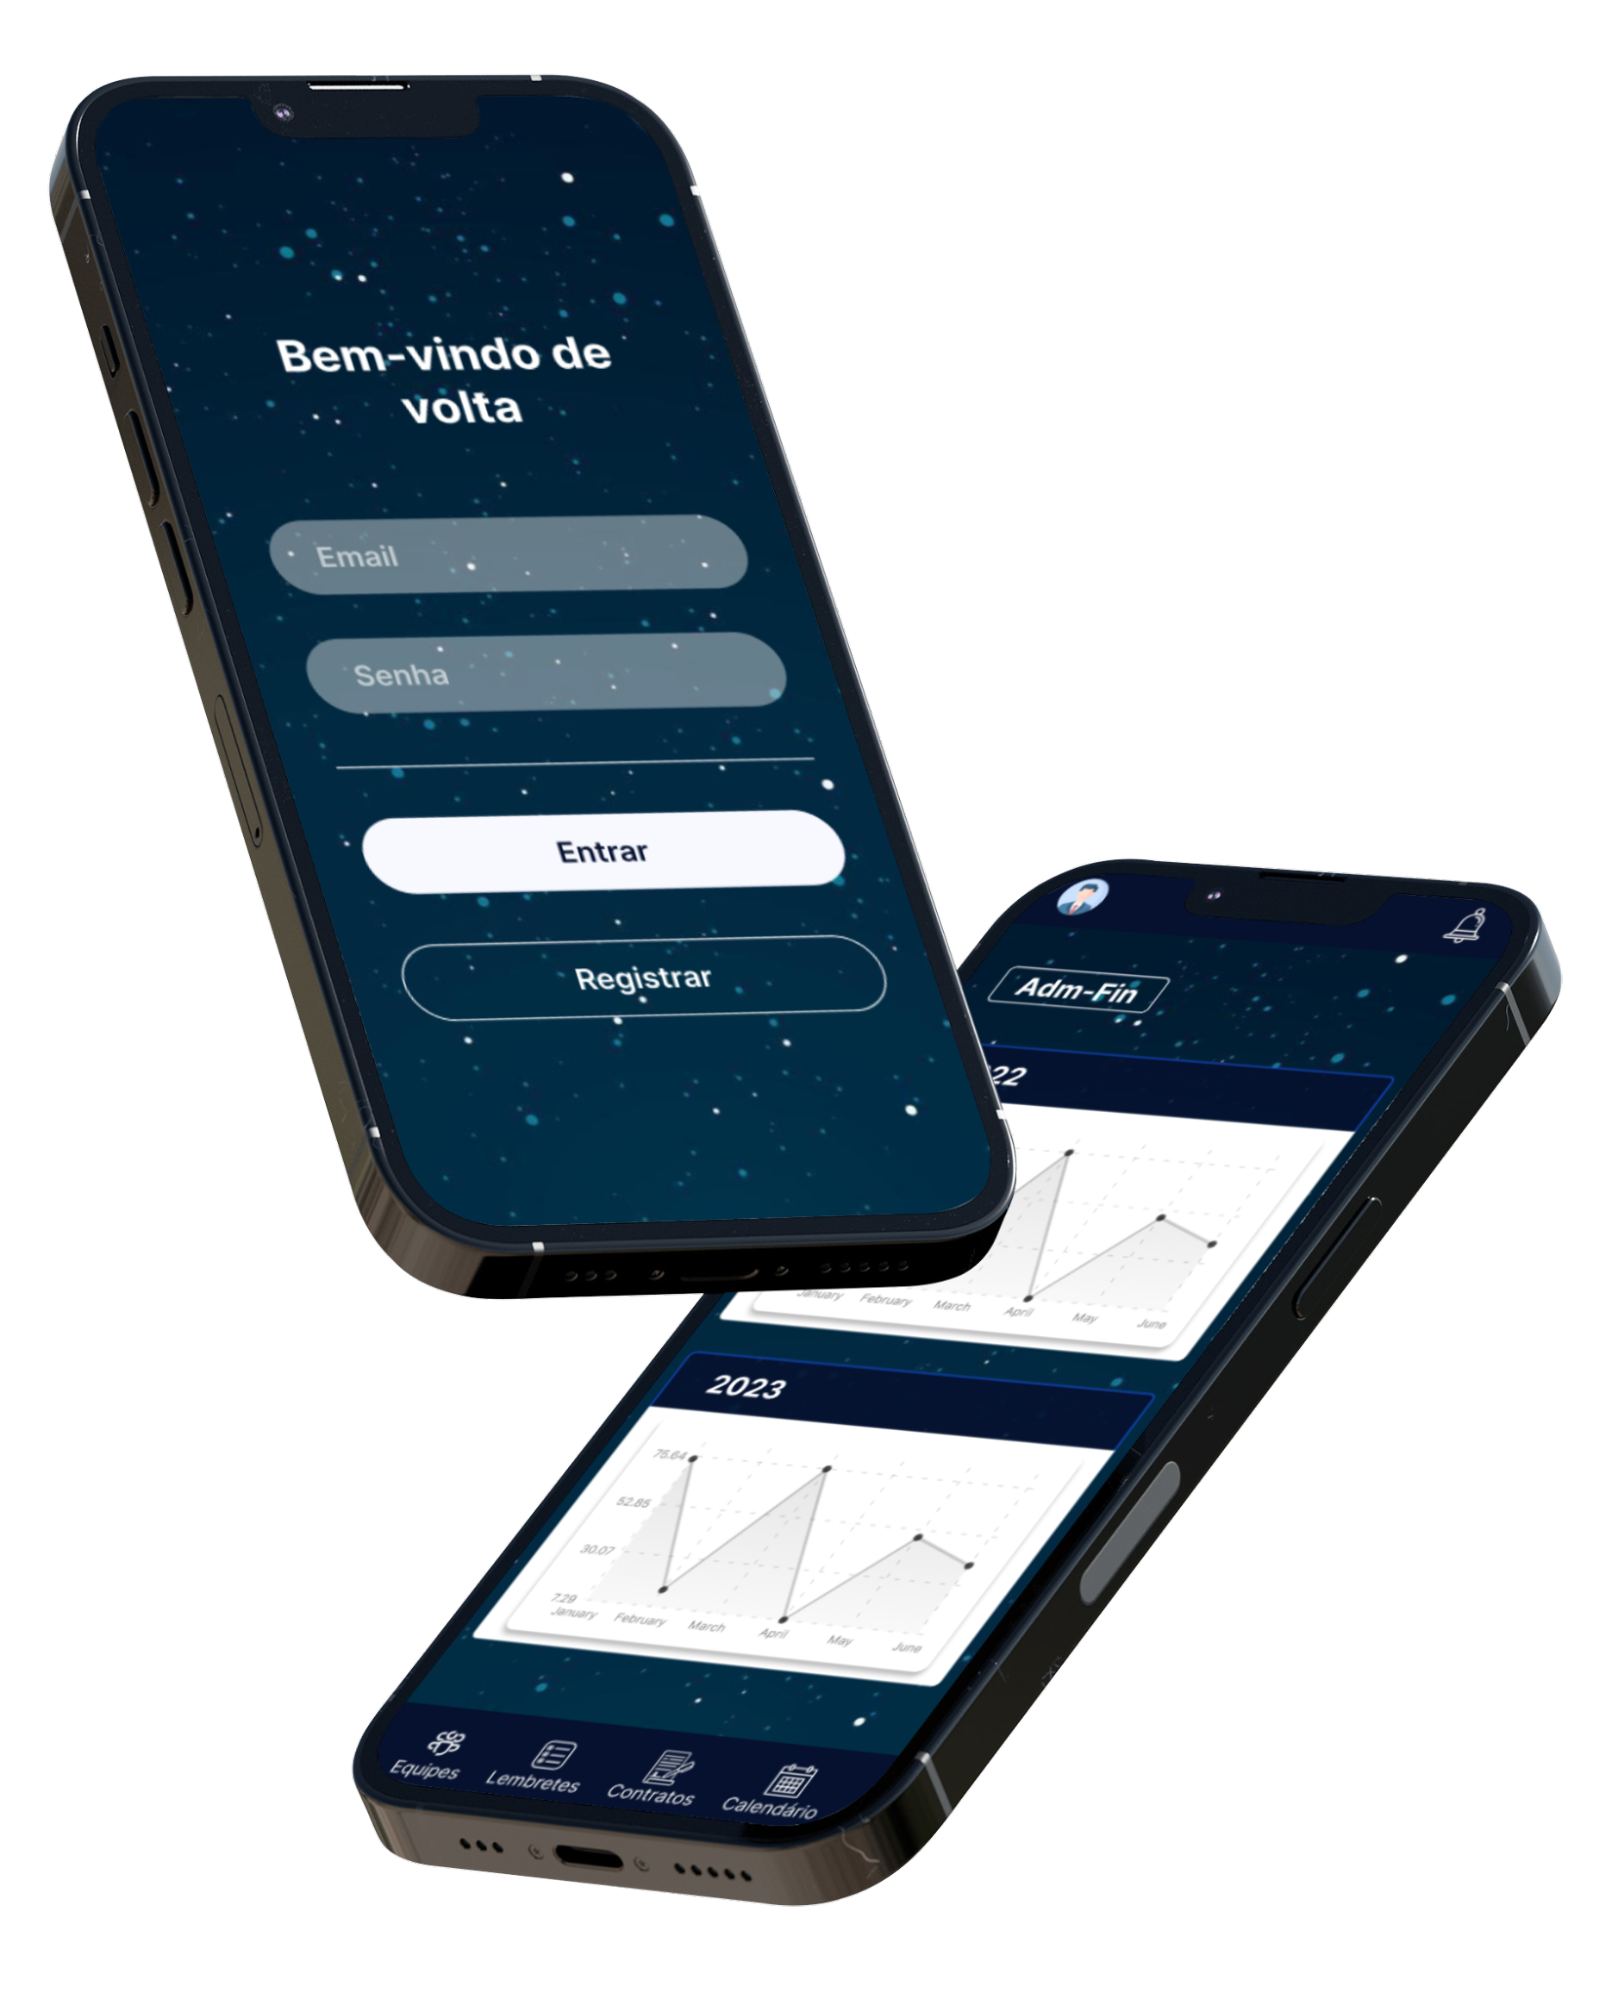 Bem-vindo de
volta
Email
Senha
Entrar
Registrar
Adm-Fin
22
January February March April May June
2023
75.64
52.85
30.07
7.29
January February March April May June
Equipes Lembretes Contratos Calendário